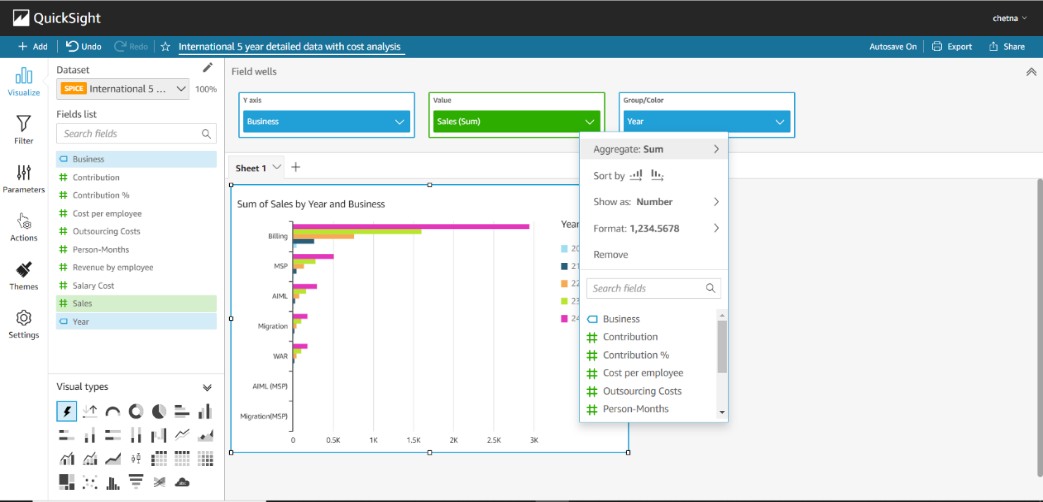 QuickSight
chetna
+ Add
Undo
Redo
International 5 year detailed data with cost analysis
Autosave On
Export
Share
Visualize
Filter
Parameters
Actions
Themes
Settings
Dataset
SPICE International 5 ...
100%
Fields list
Search fields
Business
Contribution
Contribution %
Cost per employee
Outsourcing Costs
Person-Months
Revenue by employee
Salary Cost
Sales
Year
Visual types
Field wells
Y axis
Business
Value
Sales (Sum)
Group/Color
Year
Sheet 1
+
Sum of Sales by Year and Business
Billing
MSP
AIML
Migration
WAR
AIML (MSP)
Migration(MSP)
0
0.5K
1K
1.5K
2K
2.5K
3K
Year
20
21
22
23
24
Aggregate: Sum
Sort by
Show as: Number
Format: 1,234.5678
Remove
Search fields
Business
Contribution
Contribution %
Cost per employee
Outsourcing Costs
Person-Months